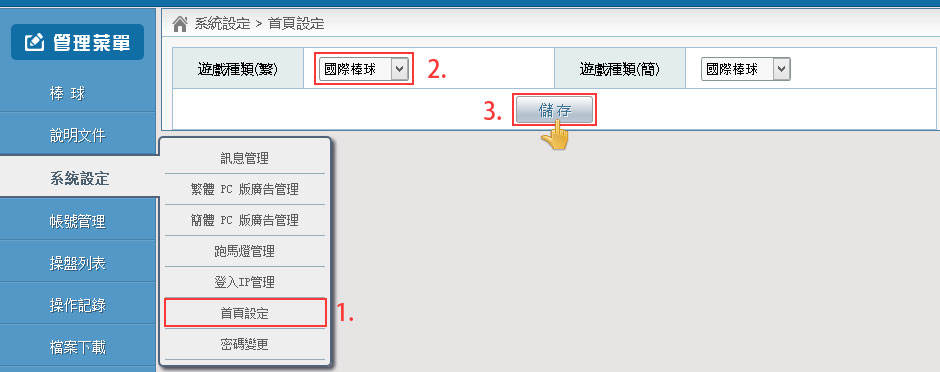 系統設定 > 首頁設定
管理菜單
遊戲種類(繁)
國際棒球
2.
遊戲種類(簡)
國際棒球
3.
儲存
棒 球
說明文件
系統設定
帳號管理
操盤列表
操作記錄
檔案下載
訊息管理
繁體 PC 版廣告管理
簡體 PC 版廣告管理
跑馬燈管理
登入IP管理
首頁設定
1.
密碼變更